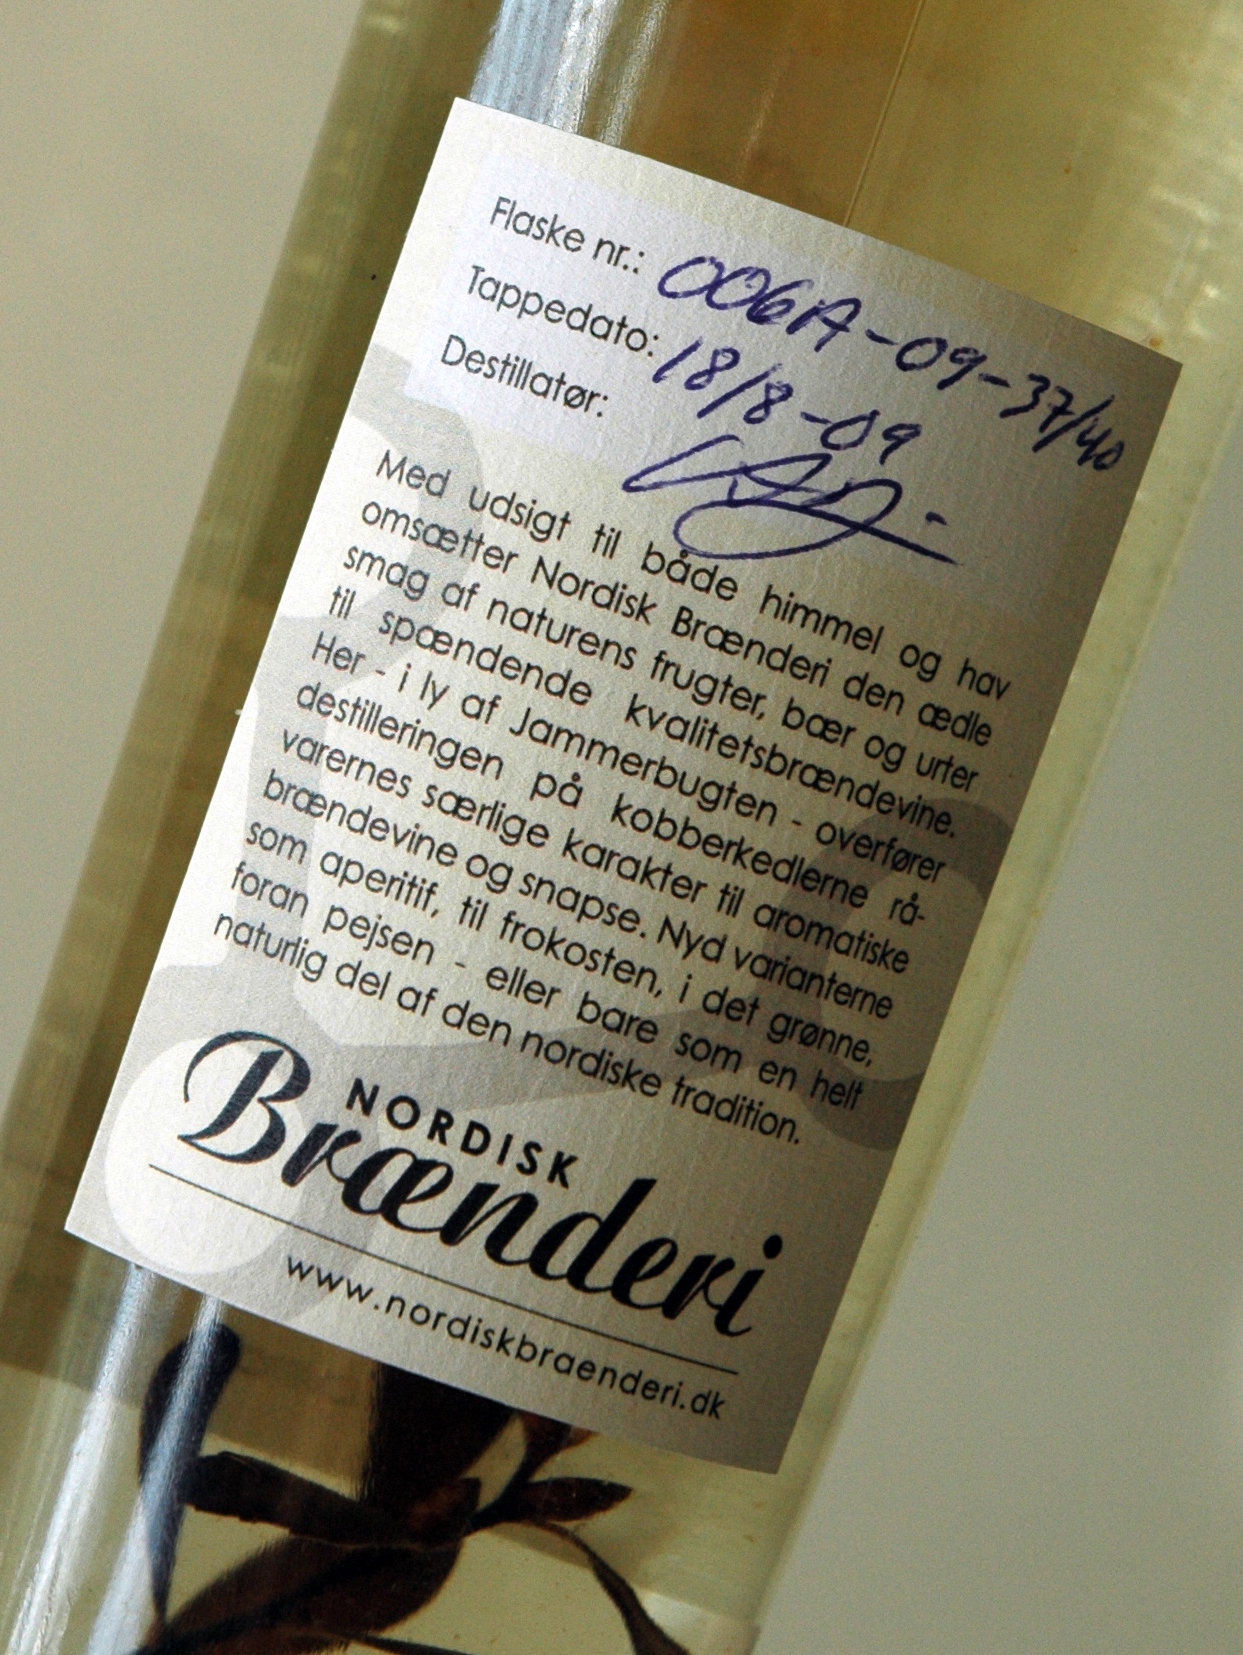 Flaske nr.: 006A-09-37/40
Tappedato: 18/8-09
Destillatør:
Med udsigt til både himmel og hav
omsætter Nordisk Brænderi den ædle
smag af naturens frugter, bær og urter
til spændende kvalitetsbrændevine.
Her - i ly af Jammerbugten - overfører
destilleringen på kobberkedlerne rå-
varernes særlige karakter til aromatiske
brændevine og snapse. Nyd varianterne
som aperitif, til frokosten, i det grønne,
foran pejsen - eller bare som en helt
naturlig del af den nordiske tradition.
NORDISK
Brænderi
www.nordiskbraenderi.dk